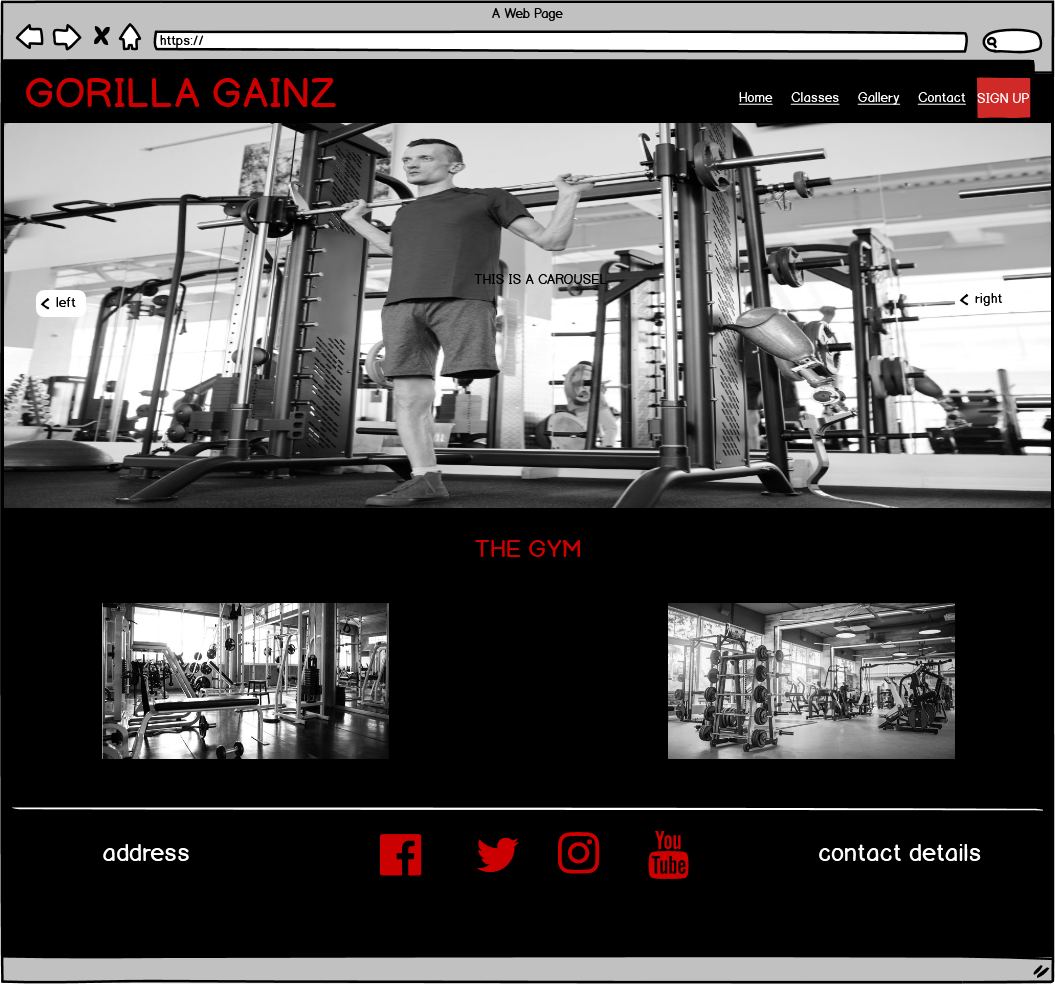 A Web Page
https://
GORILLA GAINZ
Home Classes Gallery Contact SIGN UP
THIS IS A CAROUSEL
left
right
THE GYM
address
You
Tube
contact details